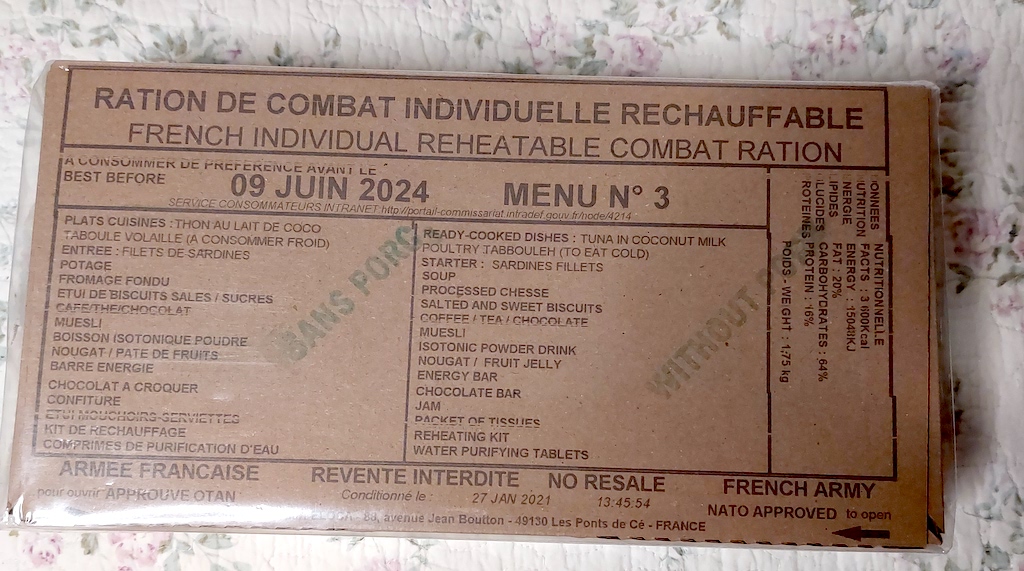 RATION DE COMBAT INDIVIDUELLE RECHAUFFABLE
FRENCH INDIVIDUAL REHEATABLE COMBAT RATION
A CONSOMMER DE PREFERENCE AVANT LE
BEST BEFORE
09 JUIN 2024 MENU N° 3
SERVICE CONSOMMATEURS INTRANET http://portail-commissariat.intradef.gouv.fr/node/4214
PLATS CUISINES : THON AU LAIT DE COCO
TABOULE VOLAILLE (A CONSOMMER FROID)
ENTREE : FILETS DE SARDINES
POTAGE
FROMAGE FONDU
ETUI DE BISCUITS SALES / SUCRES
CAFE/THE/CHOCOLAT
MUESLI
BOISSON ISOTONIQUE POUDRE
NOUGAT / PATE DE FRUITS
BARRE ENERGIE
CHOCOLAT A CROQUER
CONFITURE
ETUI MOUCHOIRS SERVIETTES
KIT DE RECHAUFFAGE
COMPRIMES DE PURIFICATION D'EAU
SANS PORC
READY-COOKED DISHES : TUNA IN COCONUT MILK
POULTRY TABBOULEH (TO EAT COLD)
STARTER : SARDINES FILLETS
SOUP
PROCESSED CHESSE
SALTED AND SWEET BISCUITS
COFFEE / TEA / CHOCOLATE
MUESLI
ISOTONIC POWDER DRINK
NOUGAT / FRUIT JELLY
ENERGY BAR
CHOCOLATE BAR
JAM
PACKET OF TISSUES
REHEATING KIT
WATER PURIFYING TABLETS
WITHOUT
ONNEES NUTRITIONNELLE
UTRITION FACTS : 3 600Kcal
NERGIE ENERGY : 15048KJ
IPIDES FAT : 20%
LUCIDES CARBOHYDRATES : 64%
ROTEINES PROTEIN : 16%
POIDS - WEIGHT : 1.75 kg
ARMEE FRANCAISE REVENTE INTERDITE NO RESALE FRENCH ARMY
pour ouvrir APPROUVE OTAN Conditionné le : 27 JAN 2021 13:45:54 NATO APPROVED to open
88, avenue Jean Boutton - 49130 Les Ponts de Cé - FRANCE